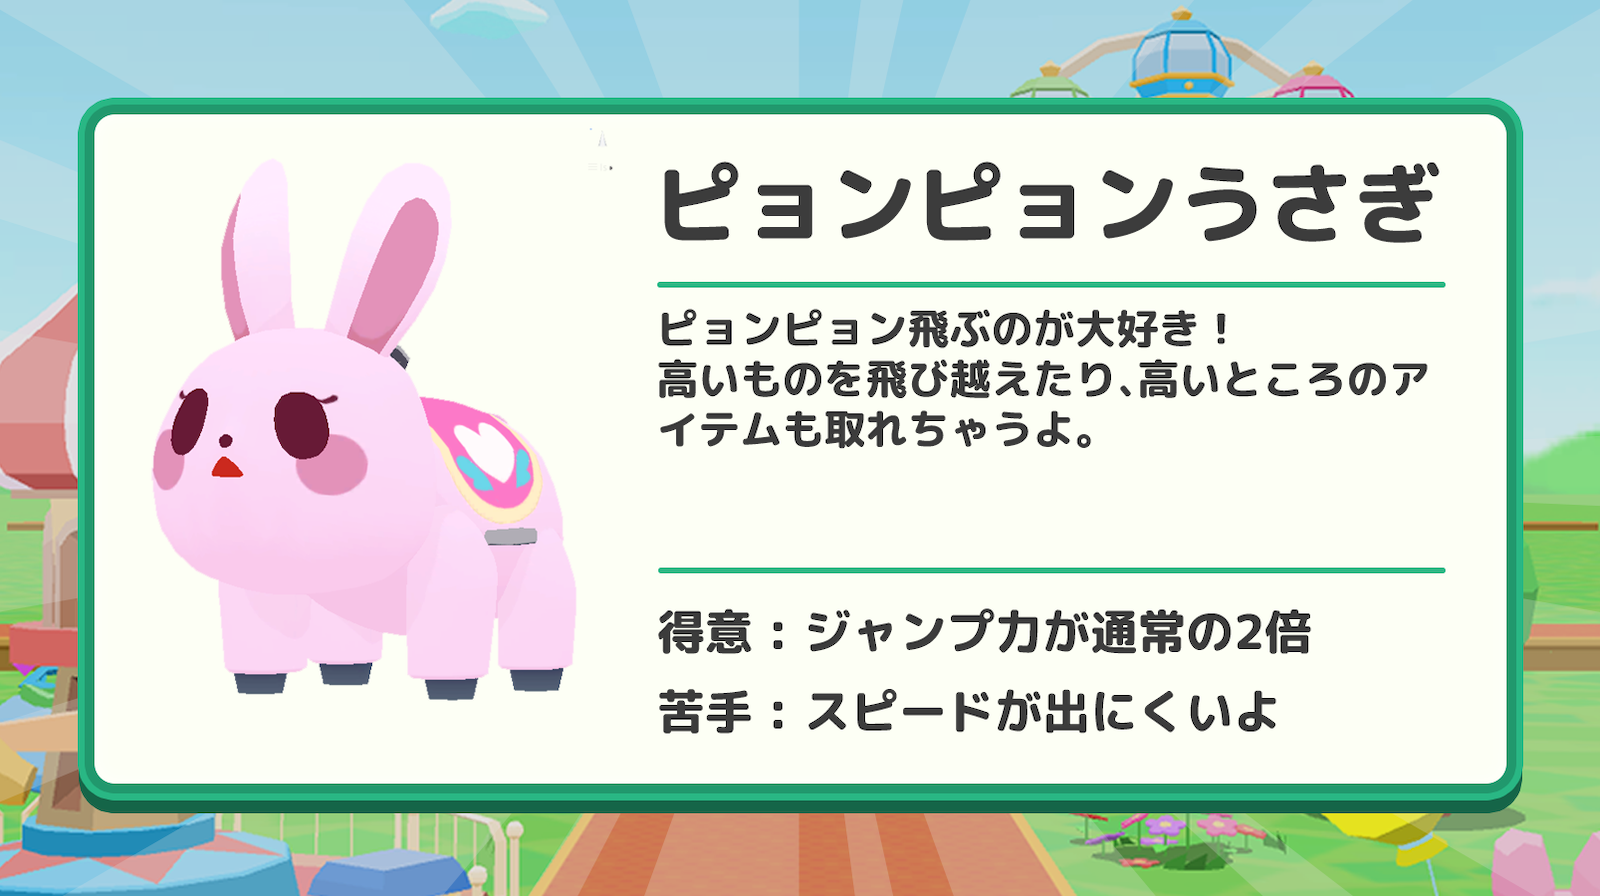 ピョンピョンうさぎ
ピョンピョン飛ぶのが大好き！
高いものを飛び越えたり、高いところのア
イテムも取れちゃうよ。
得意：ジャンプ力が通常の2倍
苦手：スピードが出にくいよ